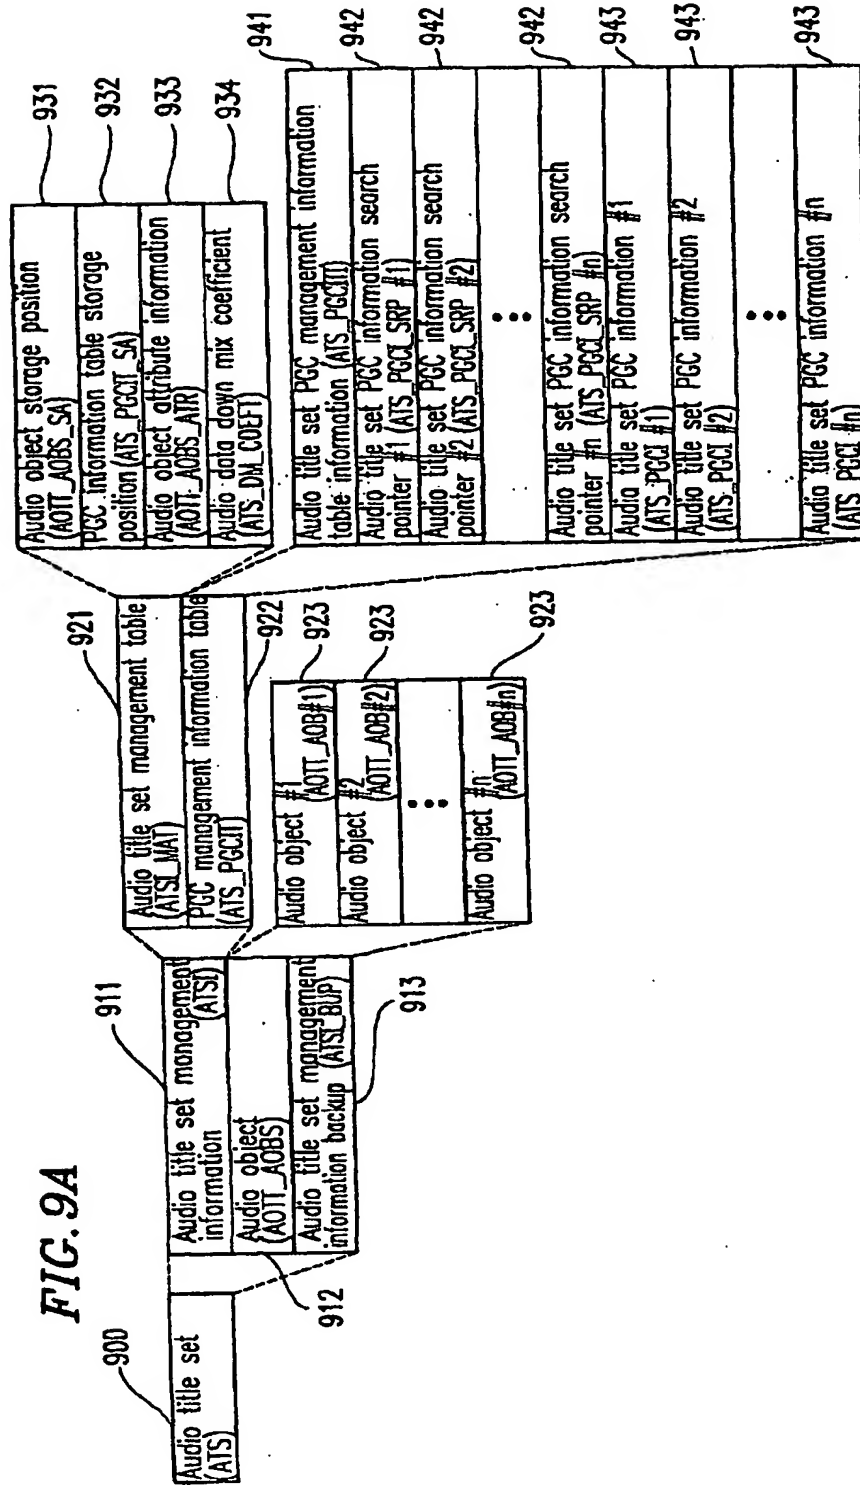 FIG. 9A
900
Audio title set
(ATS)
911
Audio title set management
information (ATSI)
Audio object
(AOTT_AOBS)
912
Audio title set management
information backup (ATSI_BUP)
913
921
Audio title set management table
(ATSI_MAT)
PGC management information table
(ATS_PGCIT)
922
Audio object #1
(AOTT_AOB#1)
923
Audio object #2
(AOTT_AOB#2)
923
•••
Audio object #n
(AOTT_AOB#n)
923
Audio object storage position
(AOTT_AOBS_SA)
931
PGC information table storage
position (ATS_PGCIT_SA)
932
Audio object attribute information
(AOTT_AOBS_ATR)
933
Audio data down mix coefficient
(ATS_DM_COEFT)
934
Audio title set PGC management information
table information (ATS_PGCITI)
941
Audio title set PGC information search
pointer #1 (ATS_PGCI_SRP #1)
942
Audio title set PGC information search
pointer #2 (ATS_PGCI_SRP #2)
942
•••
Audio title set PGC information search
pointer #n (ATS_PGCI_SRP #n)
942
Audio title set PGC information #1
(ATS_PGCI #1)
943
Audio title set PGC information #2
(ATS_PGCI #2)
943
•••
Audio title set PGC information #n
(ATS_PGCI #n)
943